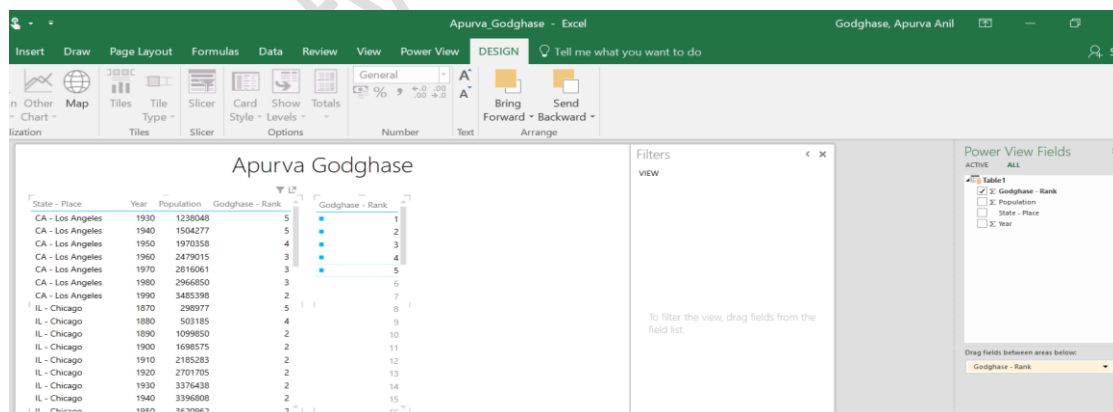 Apurva_Godghase - Excel
Godghase, Apurva Anil
Insert Draw Page Layout Formulas Data Review View Power View DESIGN Tell me what you want to do
Other Chart
Map
Tiles
Tile Type
Slicer
Card Style
Show Levels
Totals
General
Bring Forward
Send Backward
Tiles Slicer Options Number Text Arrange
Apurva Godghase
State - Place Year Population Godghase - Rank
CA - Los Angeles 1930 1238048 5
CA - Los Angeles 1940 1504277 5
CA - Los Angeles 1950 1970358 4
CA - Los Angeles 1960 2479015 3
CA - Los Angeles 1970 2816061 3
CA - Los Angeles 1980 2966850 3
CA - Los Angeles 1990 3485398 2
IL - Chicago 1870 298977 5
IL - Chicago 1880 503185 4
IL - Chicago 1890 1099850 2
IL - Chicago 1900 1698575 2
IL - Chicago 1910 2185283 2
IL - Chicago 1920 2701705 2
IL - Chicago 1930 3376438 2
IL - Chicago 1940 3396808 2
IL - Chicago 1950 3620962 2
Godghase - Rank
1
2
3
4
5
6
7
8
9
10
11
12
13
14
15
16
Filters
VIEW
To filter the view, drag fields from the
field list.
Power View Fields
ACTIVE ALL
Table1
Σ Godghase - Rank
Σ Population
State - Place
Σ Year
Drag fields between areas below:
Godghase - Rank